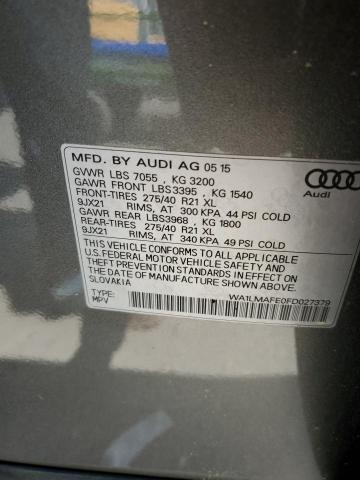 MFD. BY AUDI AG 05 15
GVWR LBS 7055 , KG 3200
GAWR FRONT LBS3395 , KG 1540
FRONT-TIRES 275/40 R21 XL
9JX21 RIMS, AT 300 KPA 44 PSI COLD
GAWR REAR LBS3968 , KG 1800
REAR-TIRES 275/40 R21 XL
9JX21 RIMS, AT 340 KPA 49 PSI COLD
THIS VEHICLE CONFORMS TO ALL APPLICABLE
U.S.FEDERAL MOTOR VEHICLE SAFETY AND
THEFT PREVENTION STANDARDS IN EFFECT ON
THE DATE OF MANUFACTURE SHOWN ABOVE.
SLOVAKIA
TYPE:
MPV
WA1LMAFE0FD027379
Audi